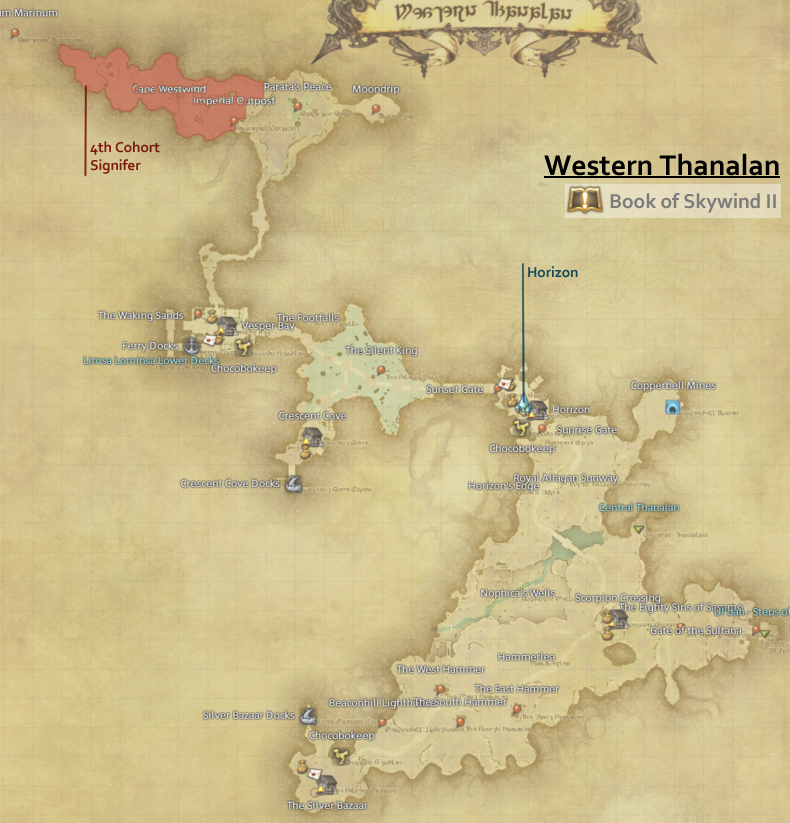 Western Thanalan
um Marinum
Cape Westwind
Parata's Peace
Moondrip
Imperial Outpost
4th Cohort
Signifer
Western Thanalan
Book of Skywind II
Horizon
The Waking Sands
The Footfalls
Vesper Bay
Ferry Docks
The Silent King
Limsa Lominsa Lower Decks
Chocobokeep
Sunset Gate
Copperbell Mines
Crescent Cove
Horizon
Sunrise Gate
Chocobokeep
Crescent Cove Docks
Royal Allagan Sunway
Horizon's Edge
Central Thanalan
Nophica's Wells
Scorpion Crossing
The Eighty Sins of Sasamo
Steps of
Gate of the Sultana
Hammerlea
The West Hammer
The East Hammer
Beaconhill Lighthouse
The South Hammer
Silver Bazaar Docks
Chocobokeep
The Silver Bazaar